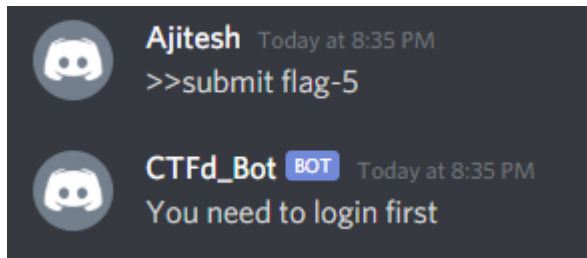 Ajitesh Today at 8:35 PM
>>submit flag-5
CTFd_Bot BOT Today at 8:35 PM
You need to login first